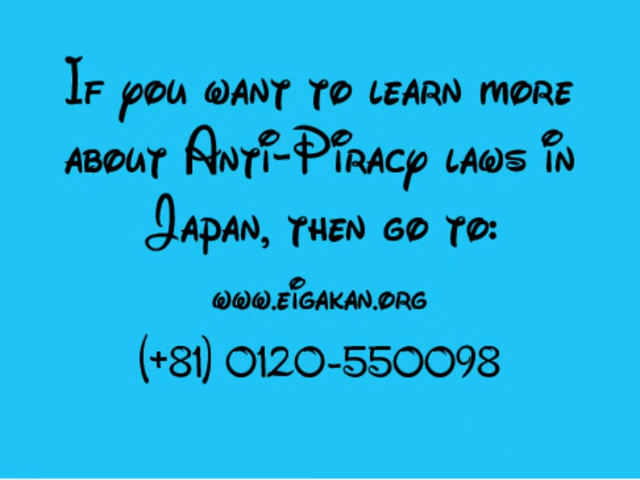 If you want to learn more
about Anti-Piracy laws in
Japan, then go to:
www.eigakan.org
(+81) 0120-550098